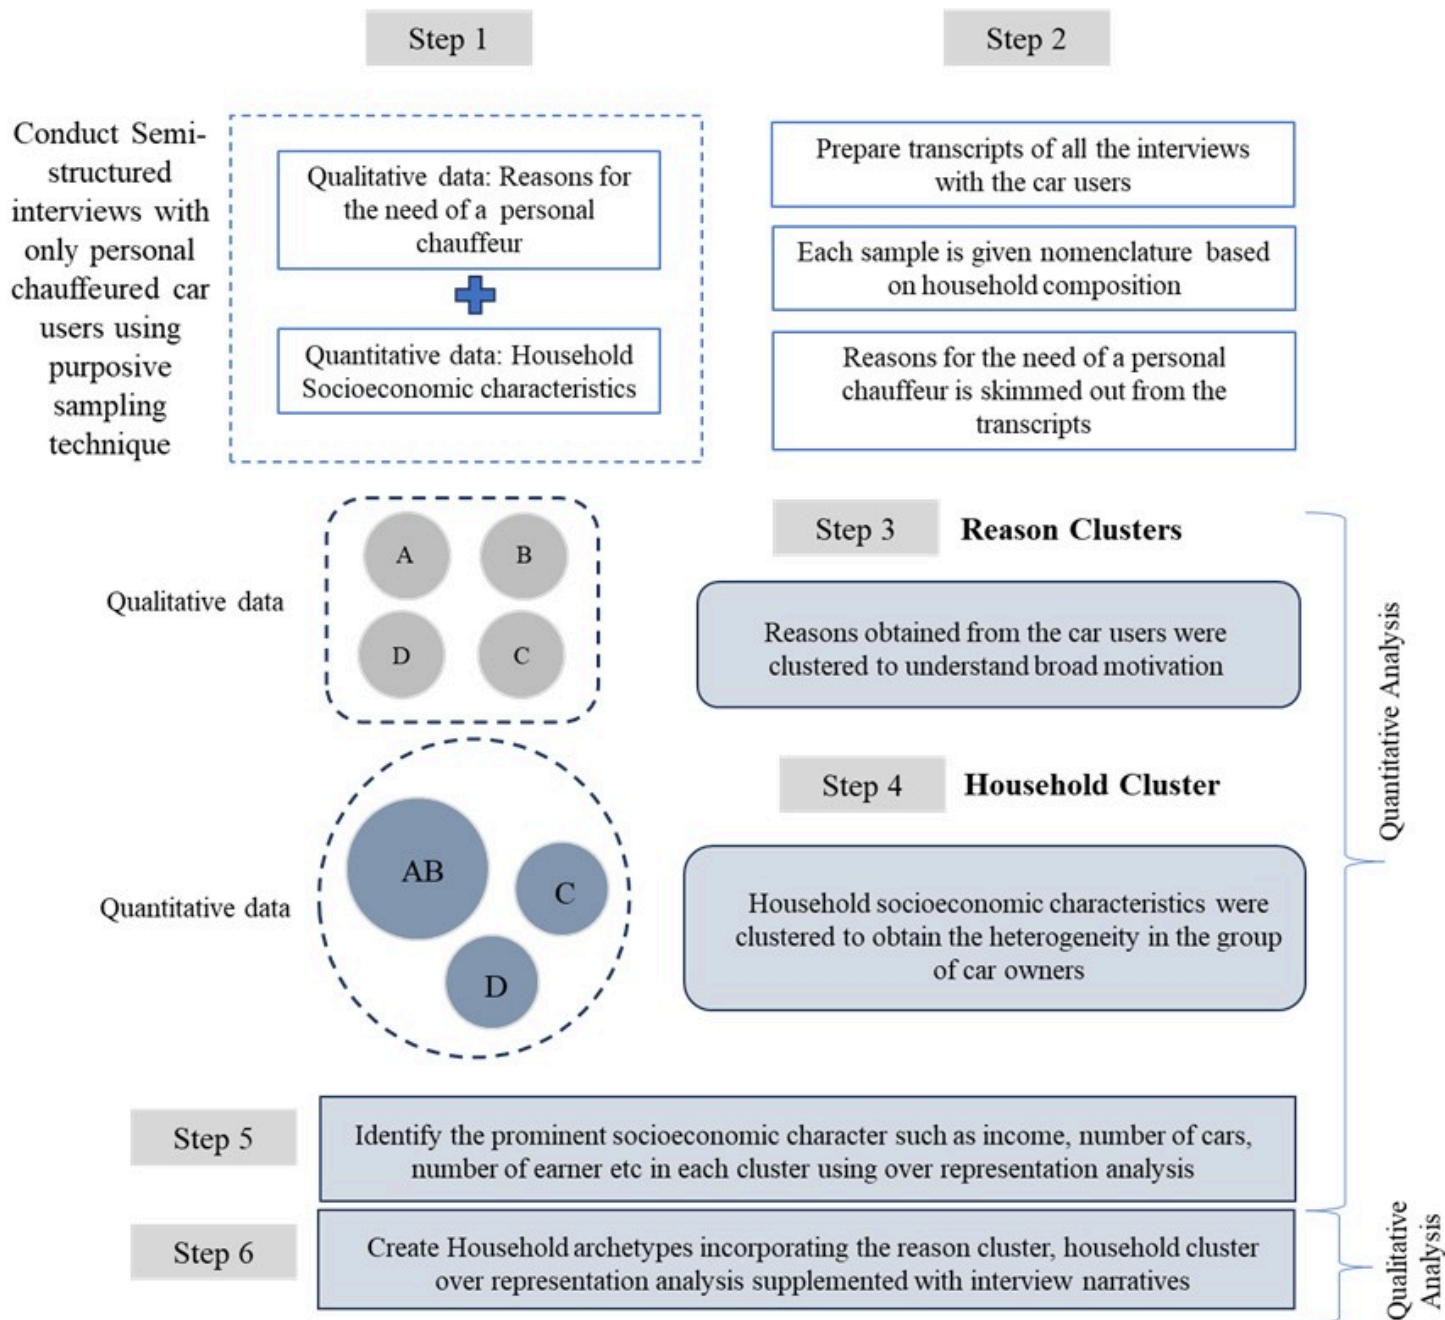 Step 1
Step 2
Conduct Semi-
structured
interviews with
only personal
chauffeured car
users using
purposive
sampling
technique
Qualitative data: Reasons for
the need of a personal
chauffeur
Quantitative data: Household
Socioeconomic characteristics
Prepare transcripts of all the interviews
with the car users
Each sample is given nomenclature based
on household composition
Reasons for the need of a personal
chauffeur is skimmed out from the
transcripts
Qualitative data
A
B
D
C
Step 3
Reason Clusters
Reasons obtained from the car users were
clustered to understand broad motivation
Quantitative data
AB
C
D
Step 4
Household Cluster
Household socioeconomic characteristics were
clustered to obtain the heterogeneity in the group
of car owners
Quantitative Analysis
Step 5
Identify the prominent socioeconomic character such as income, number of cars,
number of earner etc in each cluster using over representation analysis
Step 6
Create Household archetypes incorporating the reason cluster, household cluster
over representation analysis supplemented with interview narratives
Qualitative
Analysis